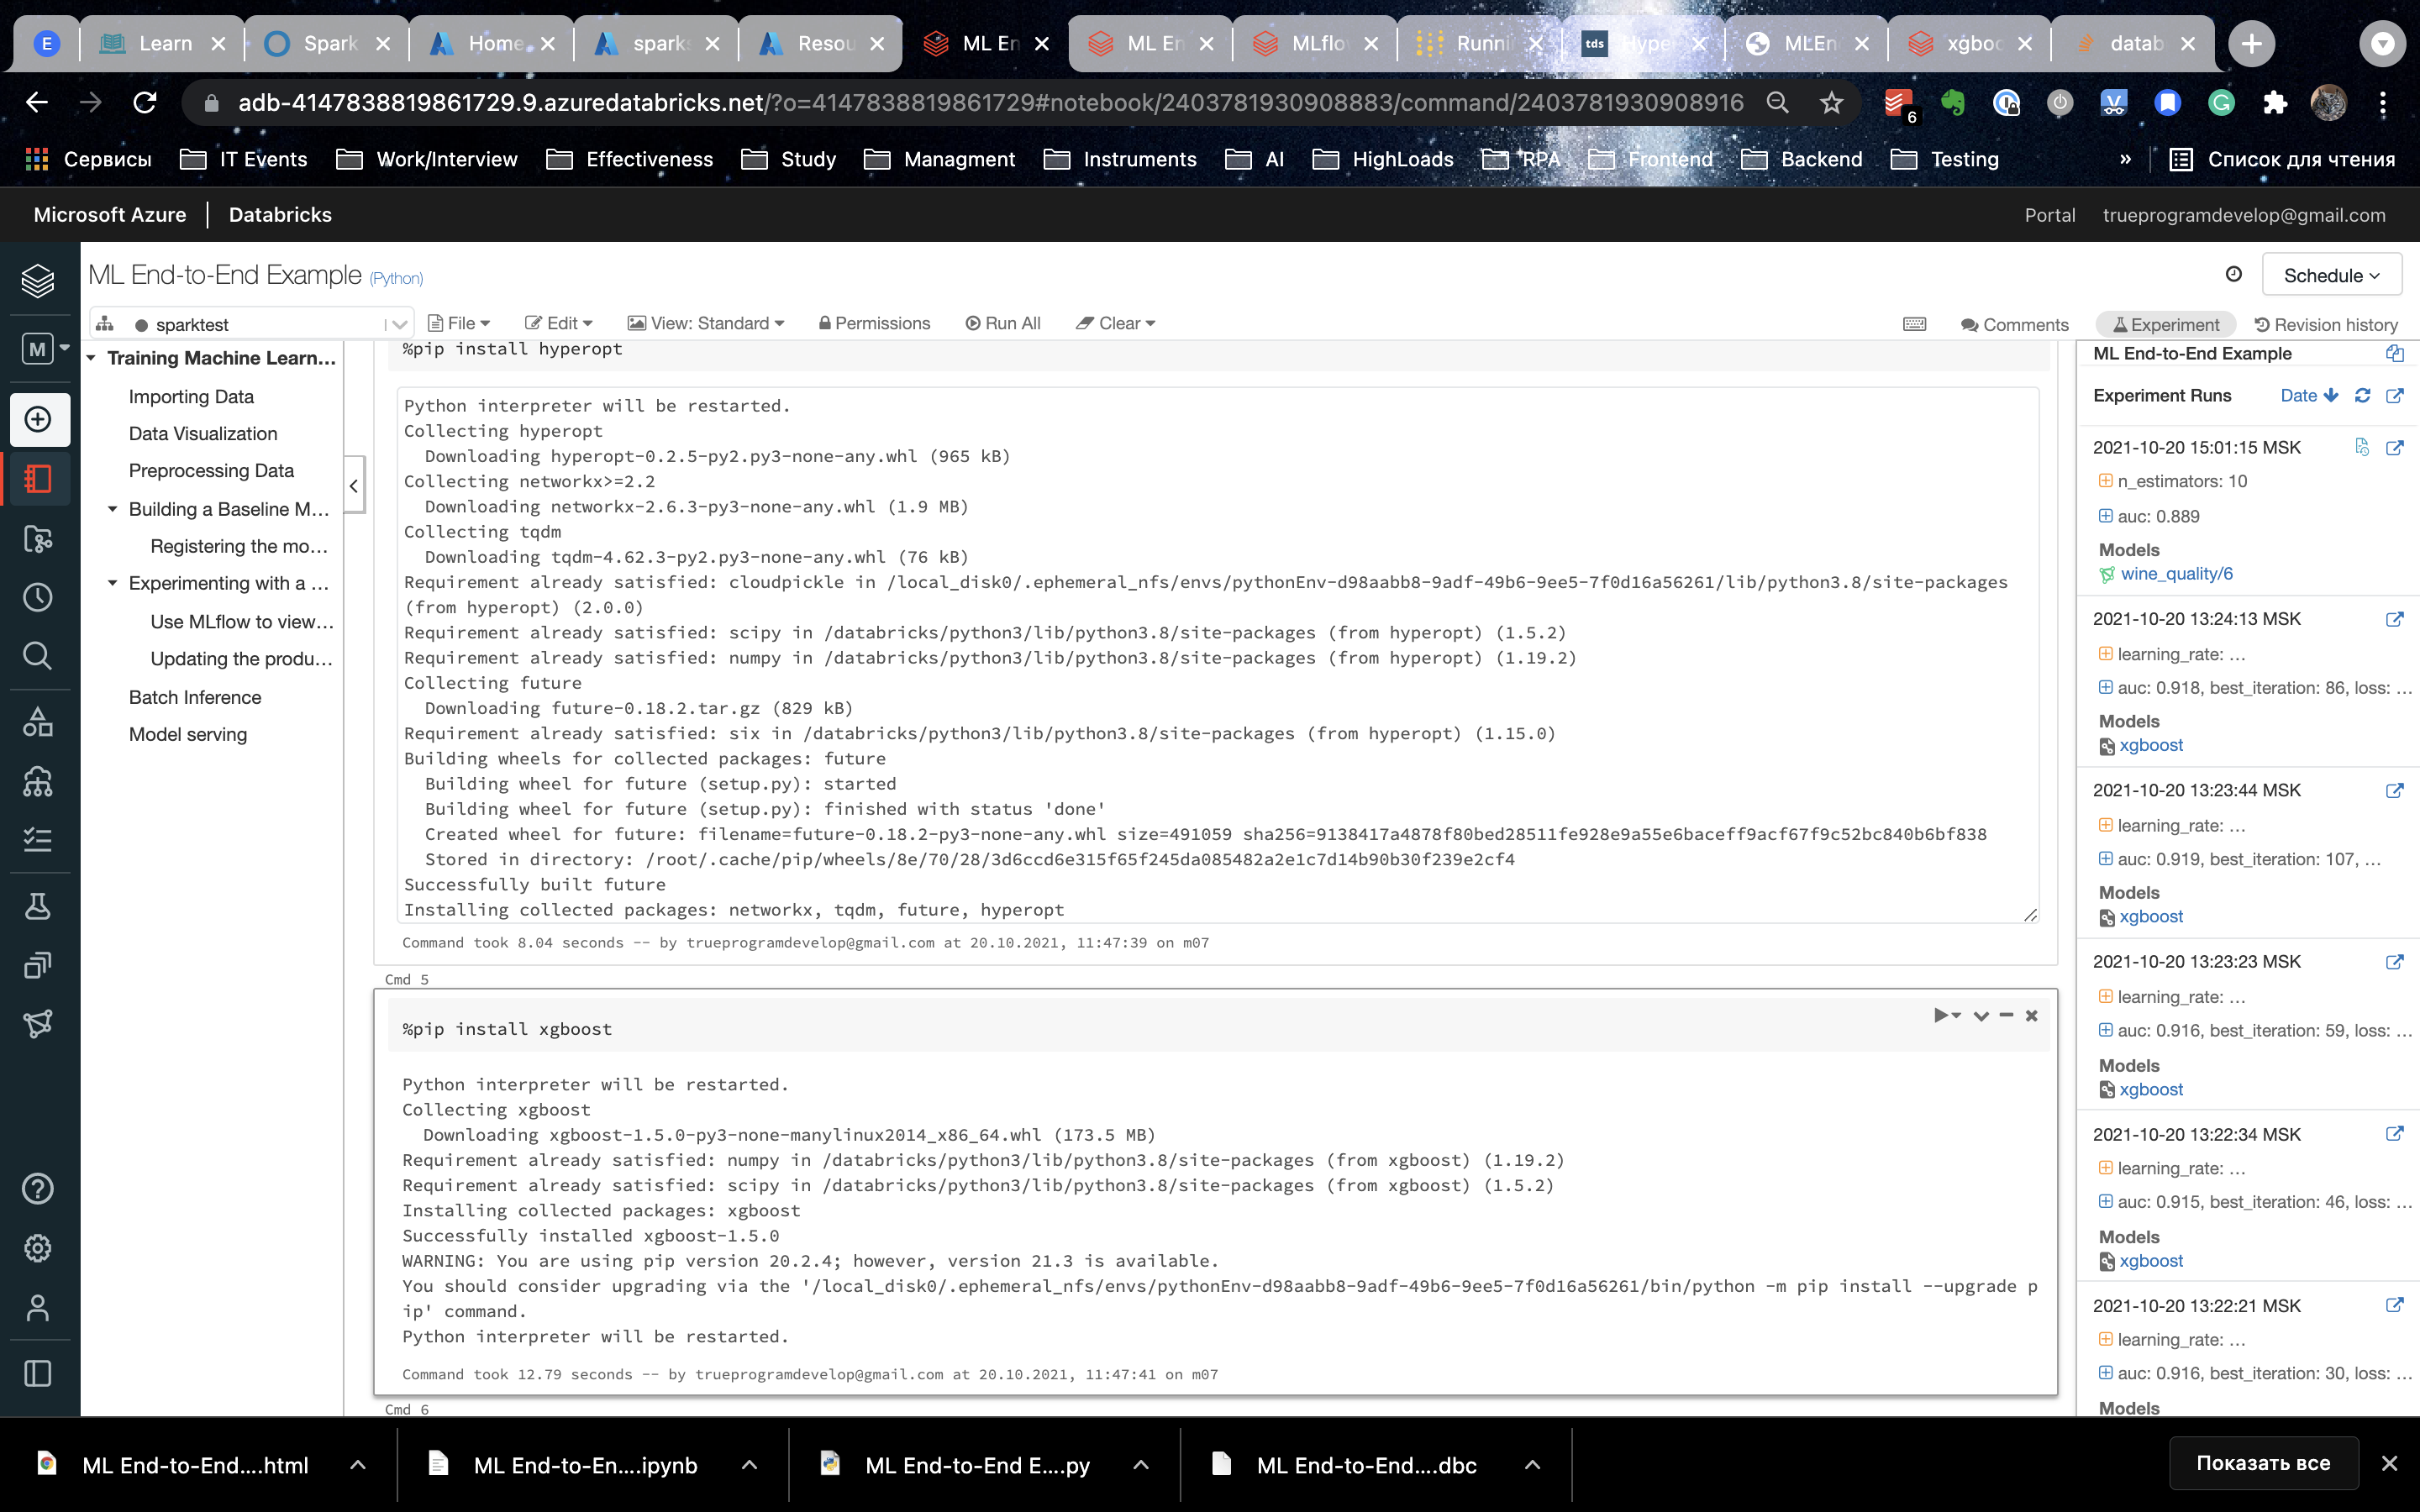 E
Learn
Spark
Home
spark
Resou
ML En
ML En
MLflo
Runni
tds
Hype
MLEn
xgboo
datab
adb-4147838819861729.9.azuredatabricks.net/?o=4147838819861729#notebook/2403781930908883/command/2403781930908916
6
Сервисы
IT Events
Work/Interview
Effectiveness
Study
Managment
Instruments
AI
HighLoads
RPA
Frontend
Backend
Testing
»
Список для чтения
Microsoft Azure
Databricks
Portal
trueprogramdevelop@gmail.com
ML End-to-End Example (Python)
Schedule
sparktest
File
Edit
View: Standard
Permissions
Run All
Clear
Comments
Experiment
Revision history
M
Training Machine Learn...
Importing Data
Data Visualization
Preprocessing Data
Building a Baseline M...
Registering the mo...
Experimenting with a ...
Use MLflow to view...
Updating the produ...
Batch Inference
Model serving
%pip install hyperopt
Python interpreter will be restarted.
Collecting hyperopt
Downloading hyperopt-0.2.5-py2.py3-none-any.whl (965 kB)
Collecting networkx>=2.2
Downloading networkx-2.6.3-py3-none-any.whl (1.9 MB)
Collecting tqdm
Downloading tqdm-4.62.3-py2.py3-none-any.whl (76 kB)
Requirement already satisfied: cloudpickle in /local_disk0/.ephemeral_nfs/envs/pythonEnv-d98aabb8-9adf-49b6-9ee5-7f0d16a56261/lib/python3.8/site-packages
(from hyperopt) (2.0.0)
Requirement already satisfied: scipy in /databricks/python3/lib/python3.8/site-packages (from hyperopt) (1.5.2)
Requirement already satisfied: numpy in /databricks/python3/lib/python3.8/site-packages (from hyperopt) (1.19.2)
Collecting future
Downloading future-0.18.2.tar.gz (829 kB)
Requirement already satisfied: six in /databricks/python3/lib/python3.8/site-packages (from hyperopt) (1.15.0)
Building wheels for collected packages: future
Building wheel for future (setup.py): started
Building wheel for future (setup.py): finished with status 'done'
Created wheel for future: filename=future-0.18.2-py3-none-any.whl size=491059 sha256=9138417a4878f80bed28511fe928e9a55e6baceff9acf67f9c52bc840b6bf838
Stored in directory: /root/.cache/pip/wheels/8e/70/28/3d6ccd6e315f65f245da085482a2e1c7d14b90b30f239e2cf4
Successfully built future
Installing collected packages: networkx, tqdm, future, hyperopt
Command took 8.04 seconds -- by trueprogramdevelop@gmail.com at 20.10.2021, 11:47:39 on m07
Cmd 5
%pip install xgboost
Python interpreter will be restarted.
Collecting xgboost
Downloading xgboost-1.5.0-py3-none-manylinux2014_x86_64.whl (173.5 MB)
Requirement already satisfied: numpy in /databricks/python3/lib/python3.8/site-packages (from xgboost) (1.19.2)
Requirement already satisfied: scipy in /databricks/python3/lib/python3.8/site-packages (from xgboost) (1.5.2)
Installing collected packages: xgboost
Successfully installed xgboost-1.5.0
WARNING: You are using pip version 20.2.4; however, version 21.3 is available.
You should consider upgrading via the '/local_disk0/.ephemeral_nfs/envs/pythonEnv-d98aabb8-9adf-49b6-9ee5-7f0d16a56261/bin/python -m pip install --upgrade p
ip' command.
Python interpreter will be restarted.
Command took 12.79 seconds -- by trueprogramdevelop@gmail.com at 20.10.2021, 11:47:41 on m07
Cmd 6
ML End-to-End Example
Experiment Runs
Date
2021-10-20 15:01:15 MSK
n_estimators: 10
auc: 0.889
Models
wine_quality/6
2021-10-20 13:24:13 MSK
learning_rate: ...
auc: 0.918, best_iteration: 86, loss: ...
Models
xgboost
2021-10-20 13:23:44 MSK
learning_rate: ...
auc: 0.919, best_iteration: 107, ...
Models
xgboost
2021-10-20 13:23:23 MSK
learning_rate: ...
auc: 0.916, best_iteration: 59, loss: ...
Models
xgboost
2021-10-20 13:22:34 MSK
learning_rate: ...
auc: 0.915, best_iteration: 46, loss: ...
Models
xgboost
2021-10-20 13:22:21 MSK
learning_rate: ...
auc: 0.916, best_iteration: 30, loss: ...
Models
ML End-to-End....html
ML End-to-En....ipynb
ML End-to-End E....py
ML End-to-End....dbc
Показать все